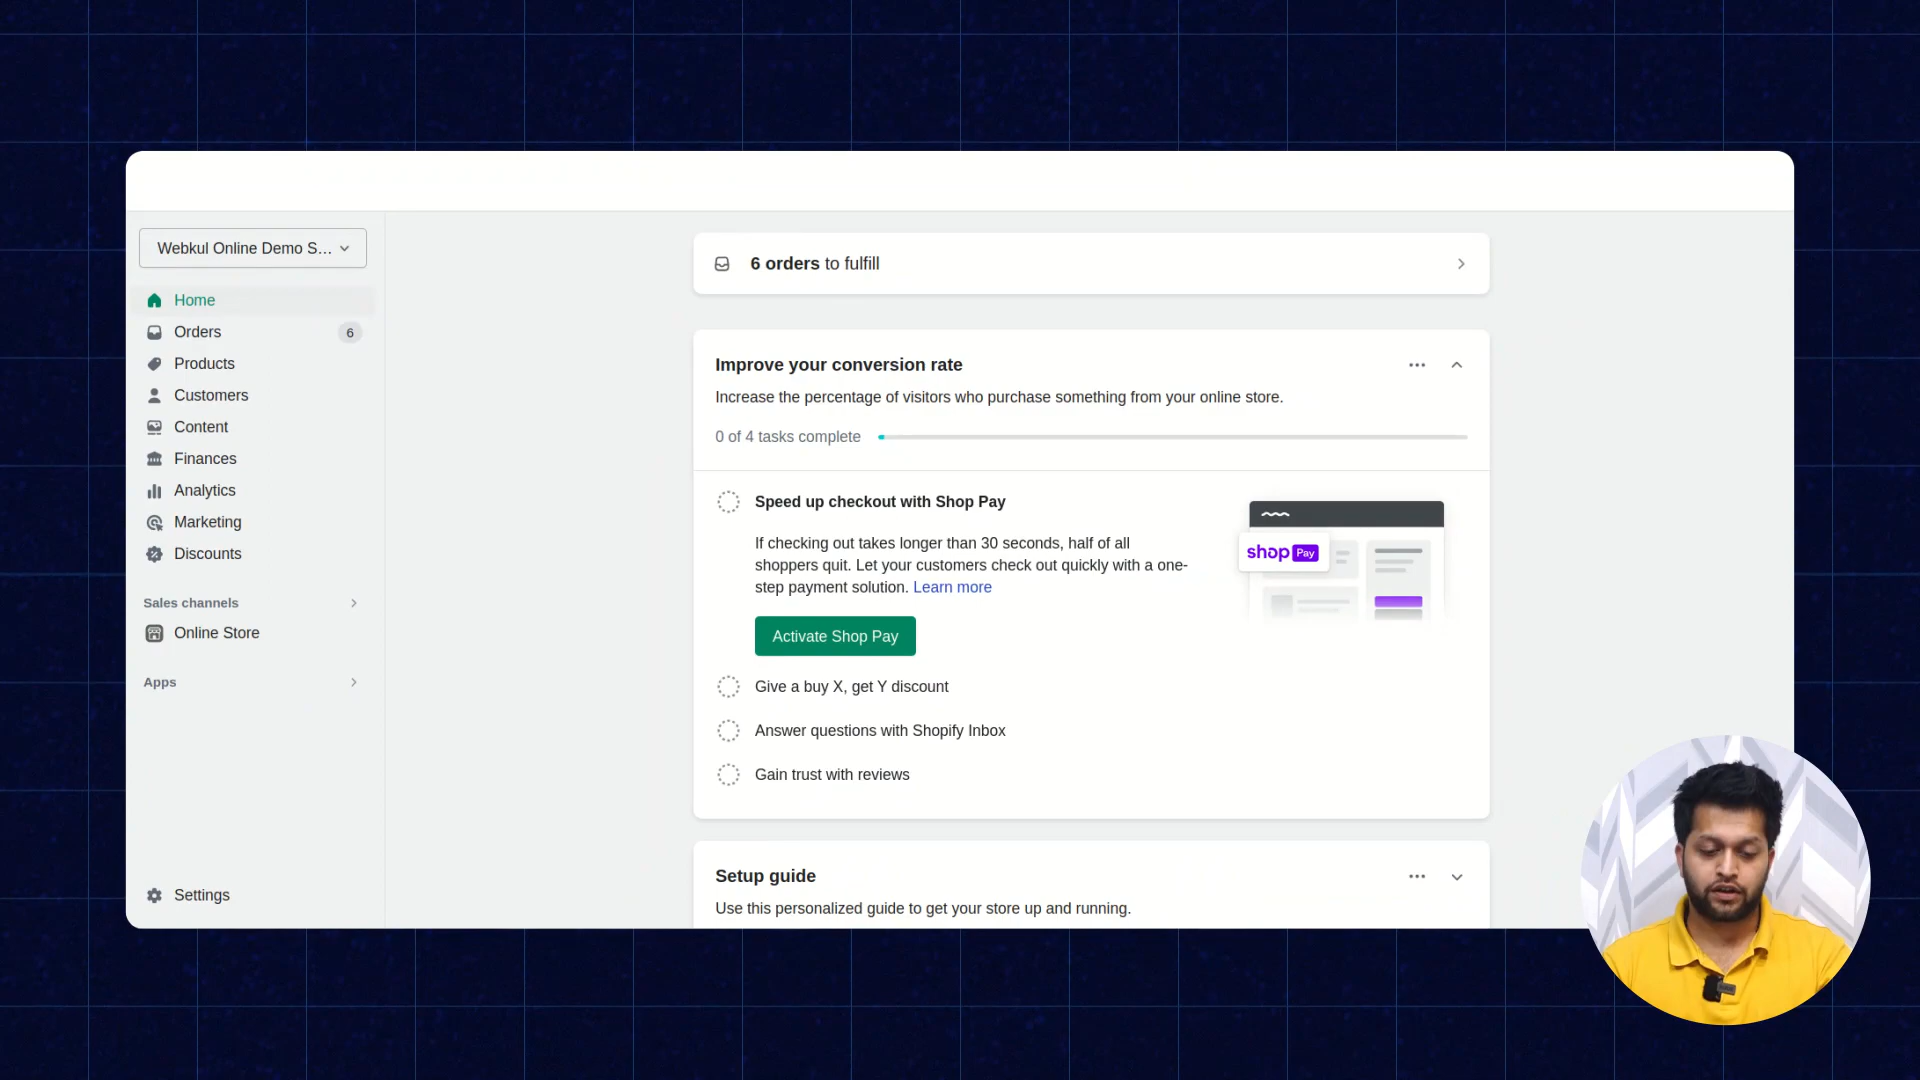 Webkul Online Demo S...
Home
Orders 6
Products
Customers
Content
Finances
Analytics
Marketing
Discounts
Sales channels
Online Store
Apps
Settings
6 orders to fulfill
Improve your conversion rate
Increase the percentage of visitors who purchase something from your online store.
0 of 4 tasks complete
Speed up checkout with Shop Pay
If checking out takes longer than 30 seconds, half of all
shoppers quit. Let your customers check out quickly with a one-
step payment solution. Learn more
Activate Shop Pay
shop Pay
Give a buy X, get Y discount
Answer questions with Shopify Inbox
Gain trust with reviews
Setup guide
Use this personalized guide to get your store up and running.